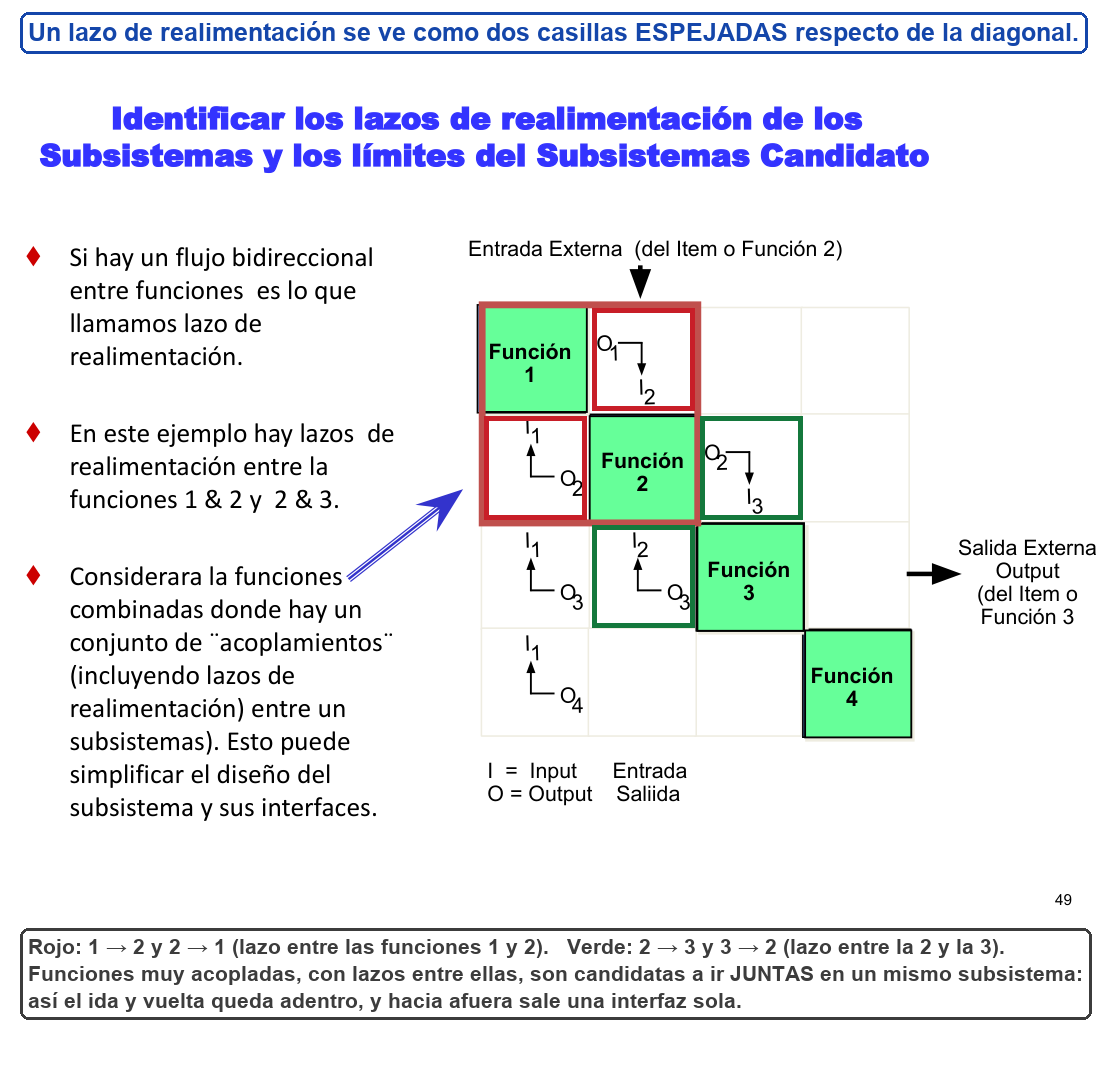 Un lazo de realimentación se ve como dos casillas ESPEJADAS respecto de la diagonal.
Identificar los lazos de realimentación de los
Subsistemas y los límites del Subsistemas Candidato
Si hay un flujo bidireccional
entre funciones es lo que
llamamos lazo de
realimentación.
En este ejemplo hay lazos de
realimentación entre la
funciones 1 & 2 y 2 & 3.
Considerara la funciones
combinadas donde hay un
conjunto de ¨acoplamientos¨
(incluyendo lazos de
realimentación) entre un
subsistemas). Esto puede
simplificar el diseño del
subsistema y sus interfaces.
Entrada Externa (del Item o Función 2)
Función
1
O1
I2
I1
O2
Función
2
O2
I3
I1
O3
I2
O3
Función
3
Salida Externa
Output
(del Item o
Función 3
I1
O4
Función
4
I = Input Entrada
O = Output Saliida
49
Rojo: 1 → 2 y 2 → 1 (lazo entre las funciones 1 y 2). Verde: 2 → 3 y 3 → 2 (lazo entre la 2 y la 3).
Funciones muy acopladas, con lazos entre ellas, son candidatas a ir JUNTAS en un mismo subsistema:
así el ida y vuelta queda adentro, y hacia afuera sale una interfaz sola.